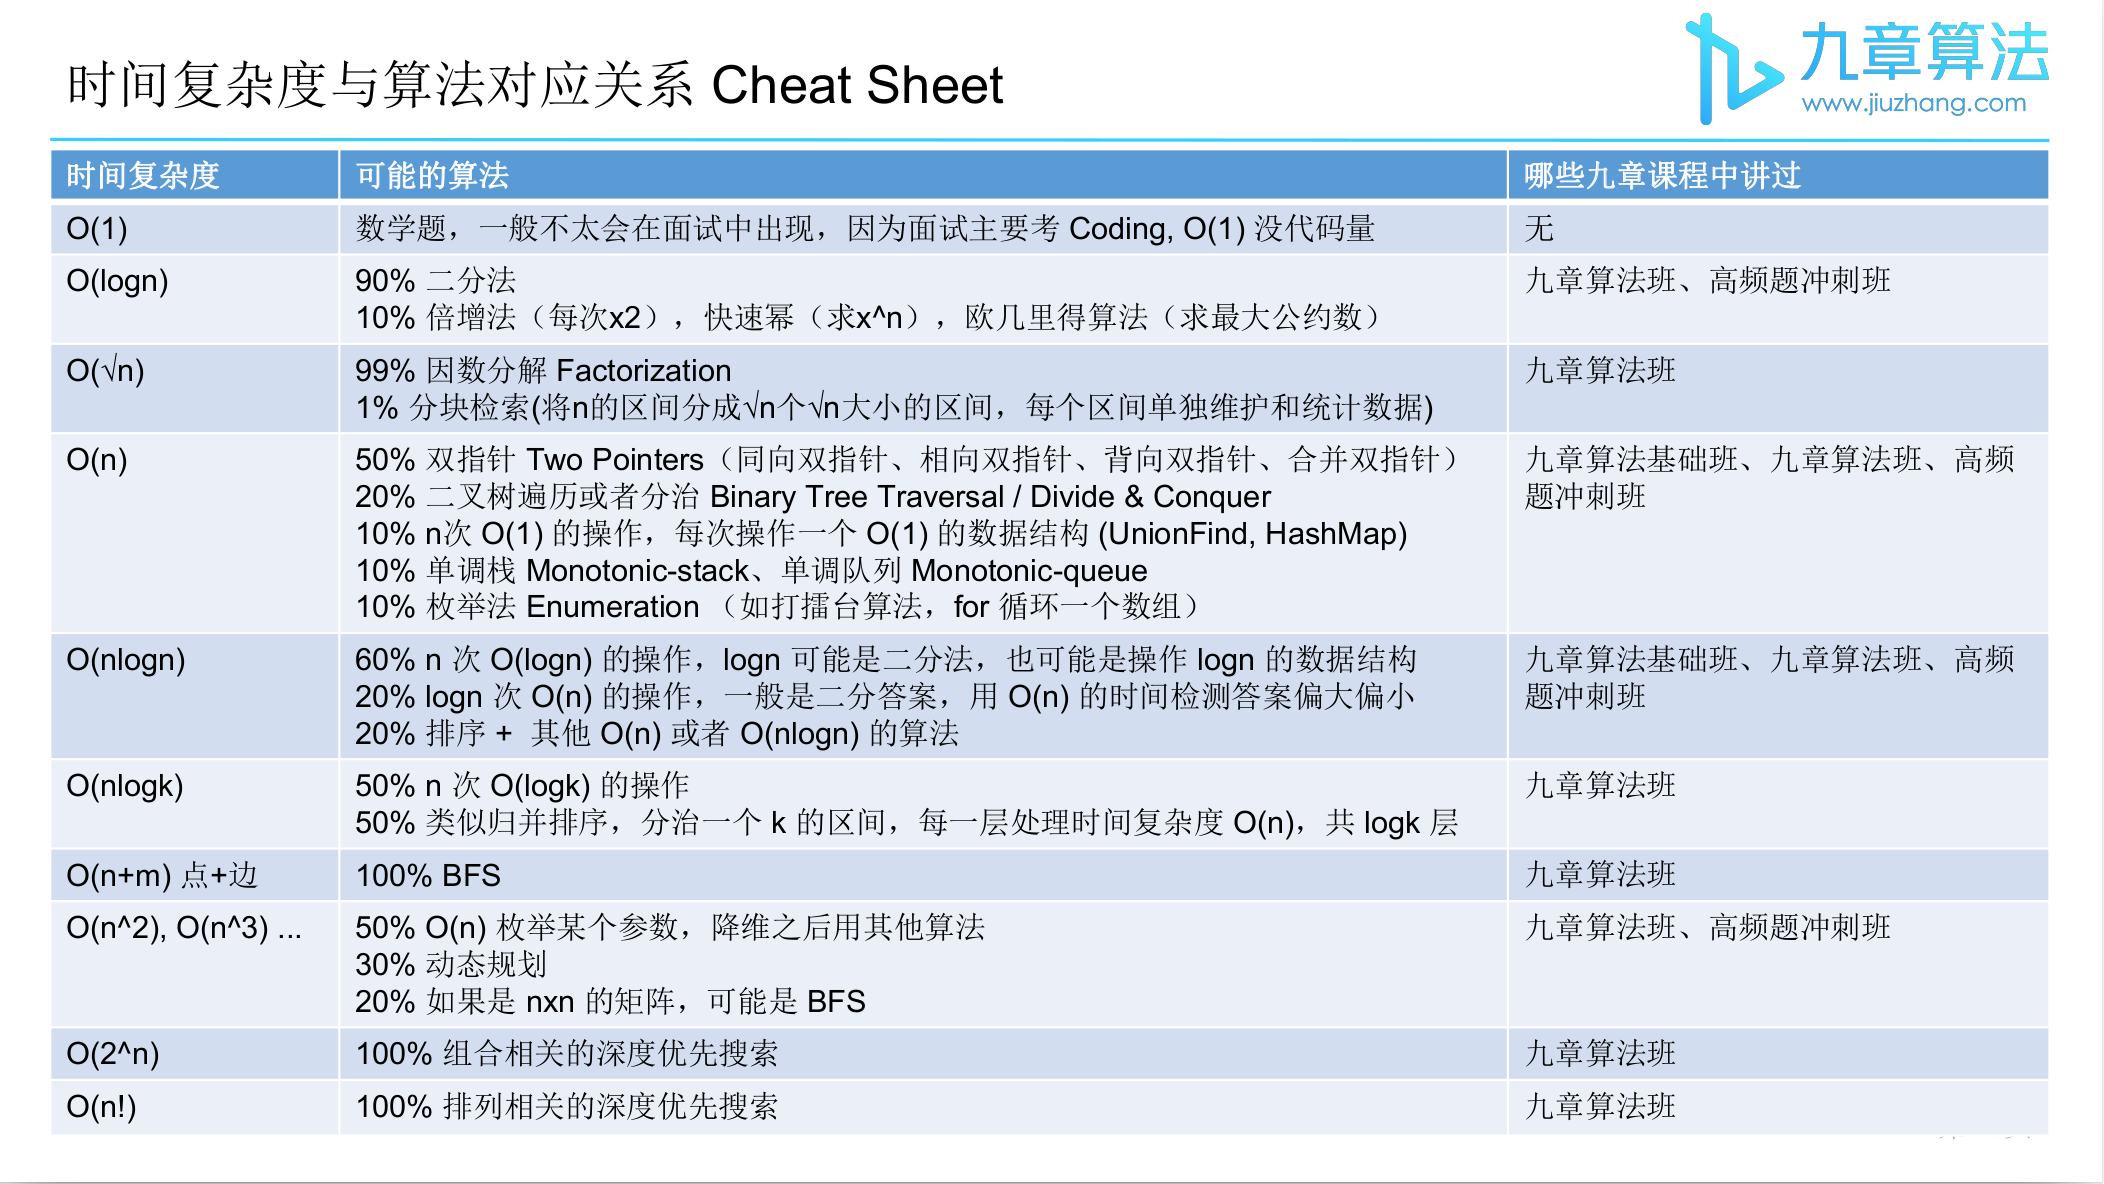 九章算法
www.jiuzhang.com
时间复杂度与算法对应关系 Cheat Sheet
时间复杂度
可能的算法
哪些九章课程中讲过
O(1)
数学题，一般不太会在面试中出现，因为面试主要考 Coding, O(1) 没代码量
无
O(logn)
90% 二分法
10% 倍增法（每次x2），快速幂（求x^n），欧几里得算法（求最大公约数）
九章算法班、高频题冲刺班
O(√n)
99% 因数分解 Factorization
1% 分块检索(将n的区间分成√n个√n大小的区间，每个区间单独维护和统计数据)
九章算法班
O(n)
50% 双指针 Two Pointers（同向双指针、相向双指针、背向双指针、合并双指针）
20% 二叉树遍历或者分治 Binary Tree Traversal / Divide & Conquer
10% n次 O(1) 的操作，每次操作一个 O(1) 的数据结构 (UnionFind, HashMap)
10% 单调栈 Monotonic-stack、单调队列 Monotonic-queue
10% 枚举法 Enumeration （如打擂台算法，for 循环一个数组）
九章算法基础班、九章算法班、高频
题冲刺班
O(nlogn)
60% n 次 O(logn) 的操作，logn 可能是二分法，也可能是操作 logn 的数据结构
20% logn 次 O(n) 的操作，一般是二分答案，用 O(n) 的时间检测答案偏大偏小
20% 排序 + 其他 O(n) 或者 O(nlogn) 的算法
九章算法基础班、九章算法班、高频
题冲刺班
O(nlogk)
50% n 次 O(logk) 的操作
50% 类似归并排序，分治一个 k 的区间，每一层处理时间复杂度 O(n)，共 logk 层
九章算法班
O(n+m) 点+边
100% BFS
九章算法班
O(n^2), O(n^3) ...
50% O(n) 枚举某个参数，降维之后用其他算法
30% 动态规划
20% 如果是 nxn 的矩阵，可能是 BFS
九章算法班、高频题冲刺班
O(2^n)
100% 组合相关的深度优先搜索
九章算法班
O(n!)
100% 排列相关的深度优先搜索
九章算法班